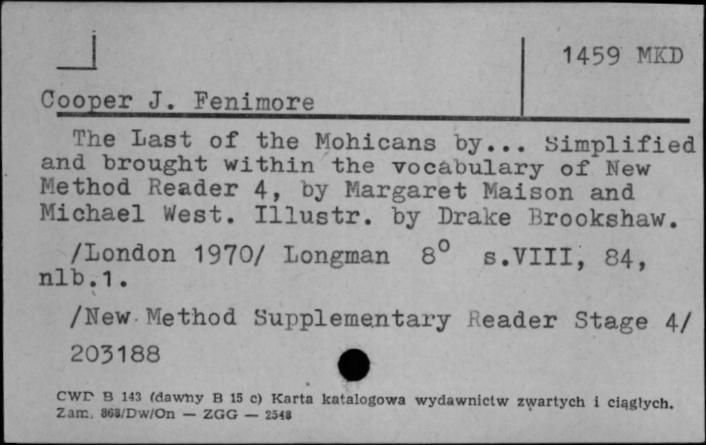 1459 MKD
Cooper J. Fenimore
The Last of the Mohicans by... Simplified
and brought within the vocabulary of New
Method Reader 4, by Margaret Maison and
Michael West. Illustr. by Drake Brookshaw.
/London 1970/ Longman 8° s.VIII, 84,
nlb.1.
/New Method Supplementary Reader Stage 4/
203188
CWD B 143 (dawny B 15 c) Karta katalogowa wydawnictw zwartych i ciągłych.
Zam. 868/Dw/On — ZGG — 2548